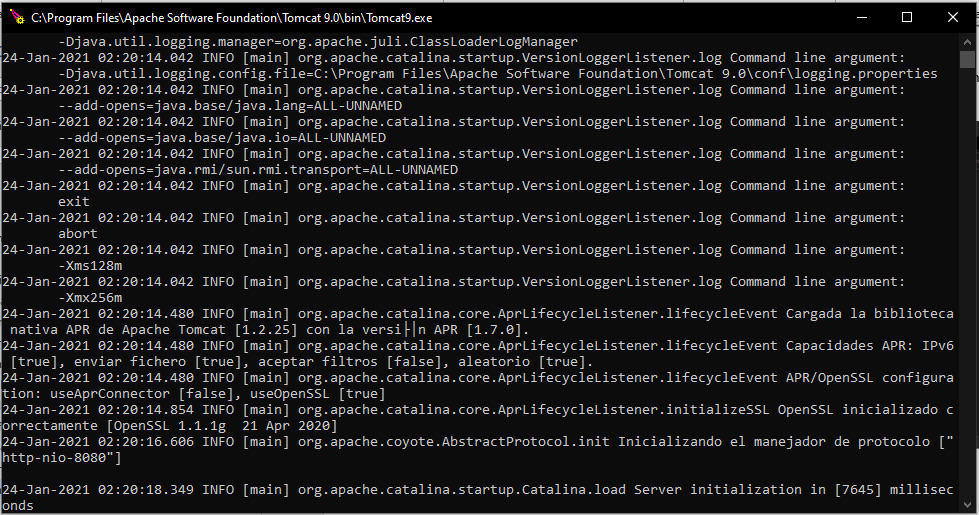 C:\Program Files\Apache Software Foundation\Tomcat 9.0\bin\Tomcat9.exe
-Djava.util.logging.manager=org.apache.juli.ClassLoaderLogManager
24-Jan-2021 02:20:14.042 INFO [main] org.apache.catalina.startup.VersionLoggerListener.log Command line argument:
-Djava.util.logging.config.file=C:\Program Files\Apache Software Foundation\Tomcat 9.0\conf\logging.properties
24-Jan-2021 02:20:14.042 INFO [main] org.apache.catalina.startup.VersionLoggerListener.log Command line argument:
--add-opens=java.base/java.lang=ALL-UNNAMED
24-Jan-2021 02:20:14.042 INFO [main] org.apache.catalina.startup.VersionLoggerListener.log Command line argument:
--add-opens=java.base/java.io=ALL-UNNAMED
24-Jan-2021 02:20:14.042 INFO [main] org.apache.catalina.startup.VersionLoggerListener.log Command line argument:
--add-opens=java.rmi/sun.rmi.transport=ALL-UNNAMED
24-Jan-2021 02:20:14.042 INFO [main] org.apache.catalina.startup.VersionLoggerListener.log Command line argument:
exit
24-Jan-2021 02:20:14.042 INFO [main] org.apache.catalina.startup.VersionLoggerListener.log Command line argument:
abort
24-Jan-2021 02:20:14.042 INFO [main] org.apache.catalina.startup.VersionLoggerListener.log Command line argument:
-Xms128m
24-Jan-2021 02:20:14.042 INFO [main] org.apache.catalina.startup.VersionLoggerListener.log Command line argument:
-Xmx256m
24-Jan-2021 02:20:14.480 INFO [main] org.apache.catalina.core.AprLifecycleListener.lifecycleEvent Cargada la biblioteca
nativa APR de Apache Tomcat [1.2.25] con la versi├│n APR [1.7.0].
24-Jan-2021 02:20:14.480 INFO [main] org.apache.catalina.core.AprLifecycleListener.lifecycleEvent Capacidades APR: IPv6
[true], enviar fichero [true], aceptar filtros [false], aleatorio [true].
24-Jan-2021 02:20:14.480 INFO [main] org.apache.catalina.core.AprLifecycleListener.lifecycleEvent APR/OpenSSL configura
tion: useAprConnector [false], useOpenSSL [true]
24-Jan-2021 02:20:14.854 INFO [main] org.apache.catalina.core.AprLifecycleListener.initializeSSL OpenSSL inicializado c
orrectamente [OpenSSL 1.1.1g  21 Apr 2020]
24-Jan-2021 02:20:16.606 INFO [main] org.apache.coyote.AbstractProtocol.init Inicializando el manejador de protocolo ["
http-nio-8080"]
24-Jan-2021 02:20:18.349 INFO [main] org.apache.catalina.startup.Catalina.load Server initialization in [7645] millisec
onds